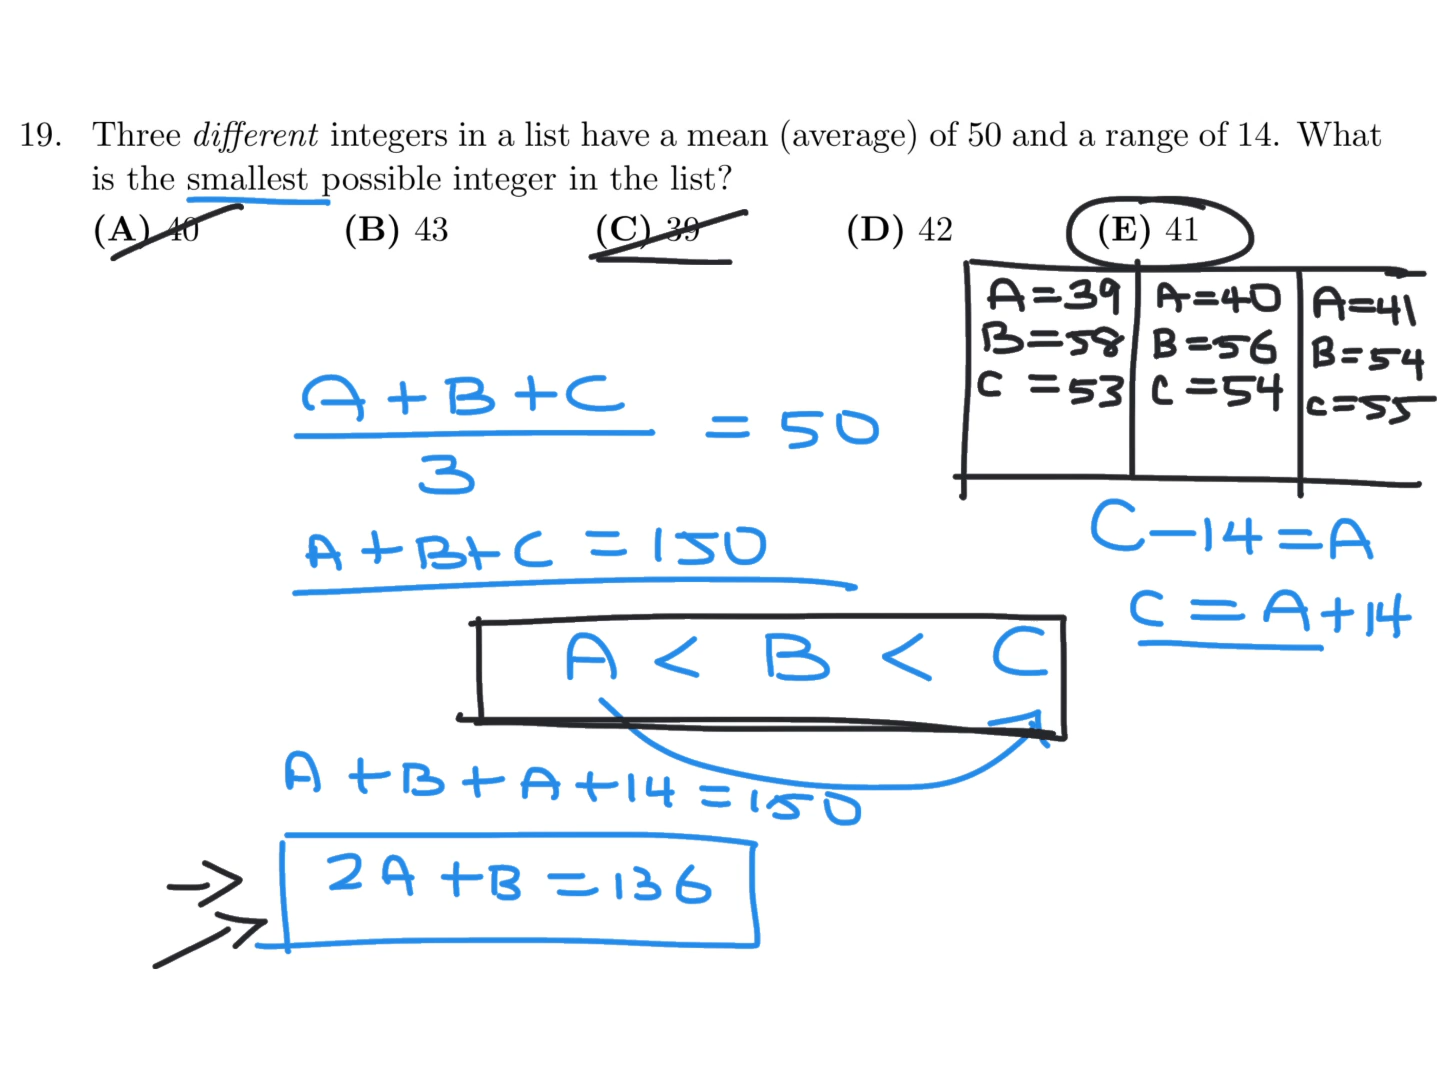 19. Three different integers in a list have a mean (average) of 50 and a range of 14. What
is the smallest possible integer in the list?
(A) 40 (B) 43 (C) 39 (D) 42 (E) 41
A=39 A=40 A=41
B=58 B=56 B=54
C=53 C=54 C=55
A+B+C
3
=50
A+B+C=150
C-14=A
C=A+14
A<B<C
A+B+A+14=150
2A+B=136